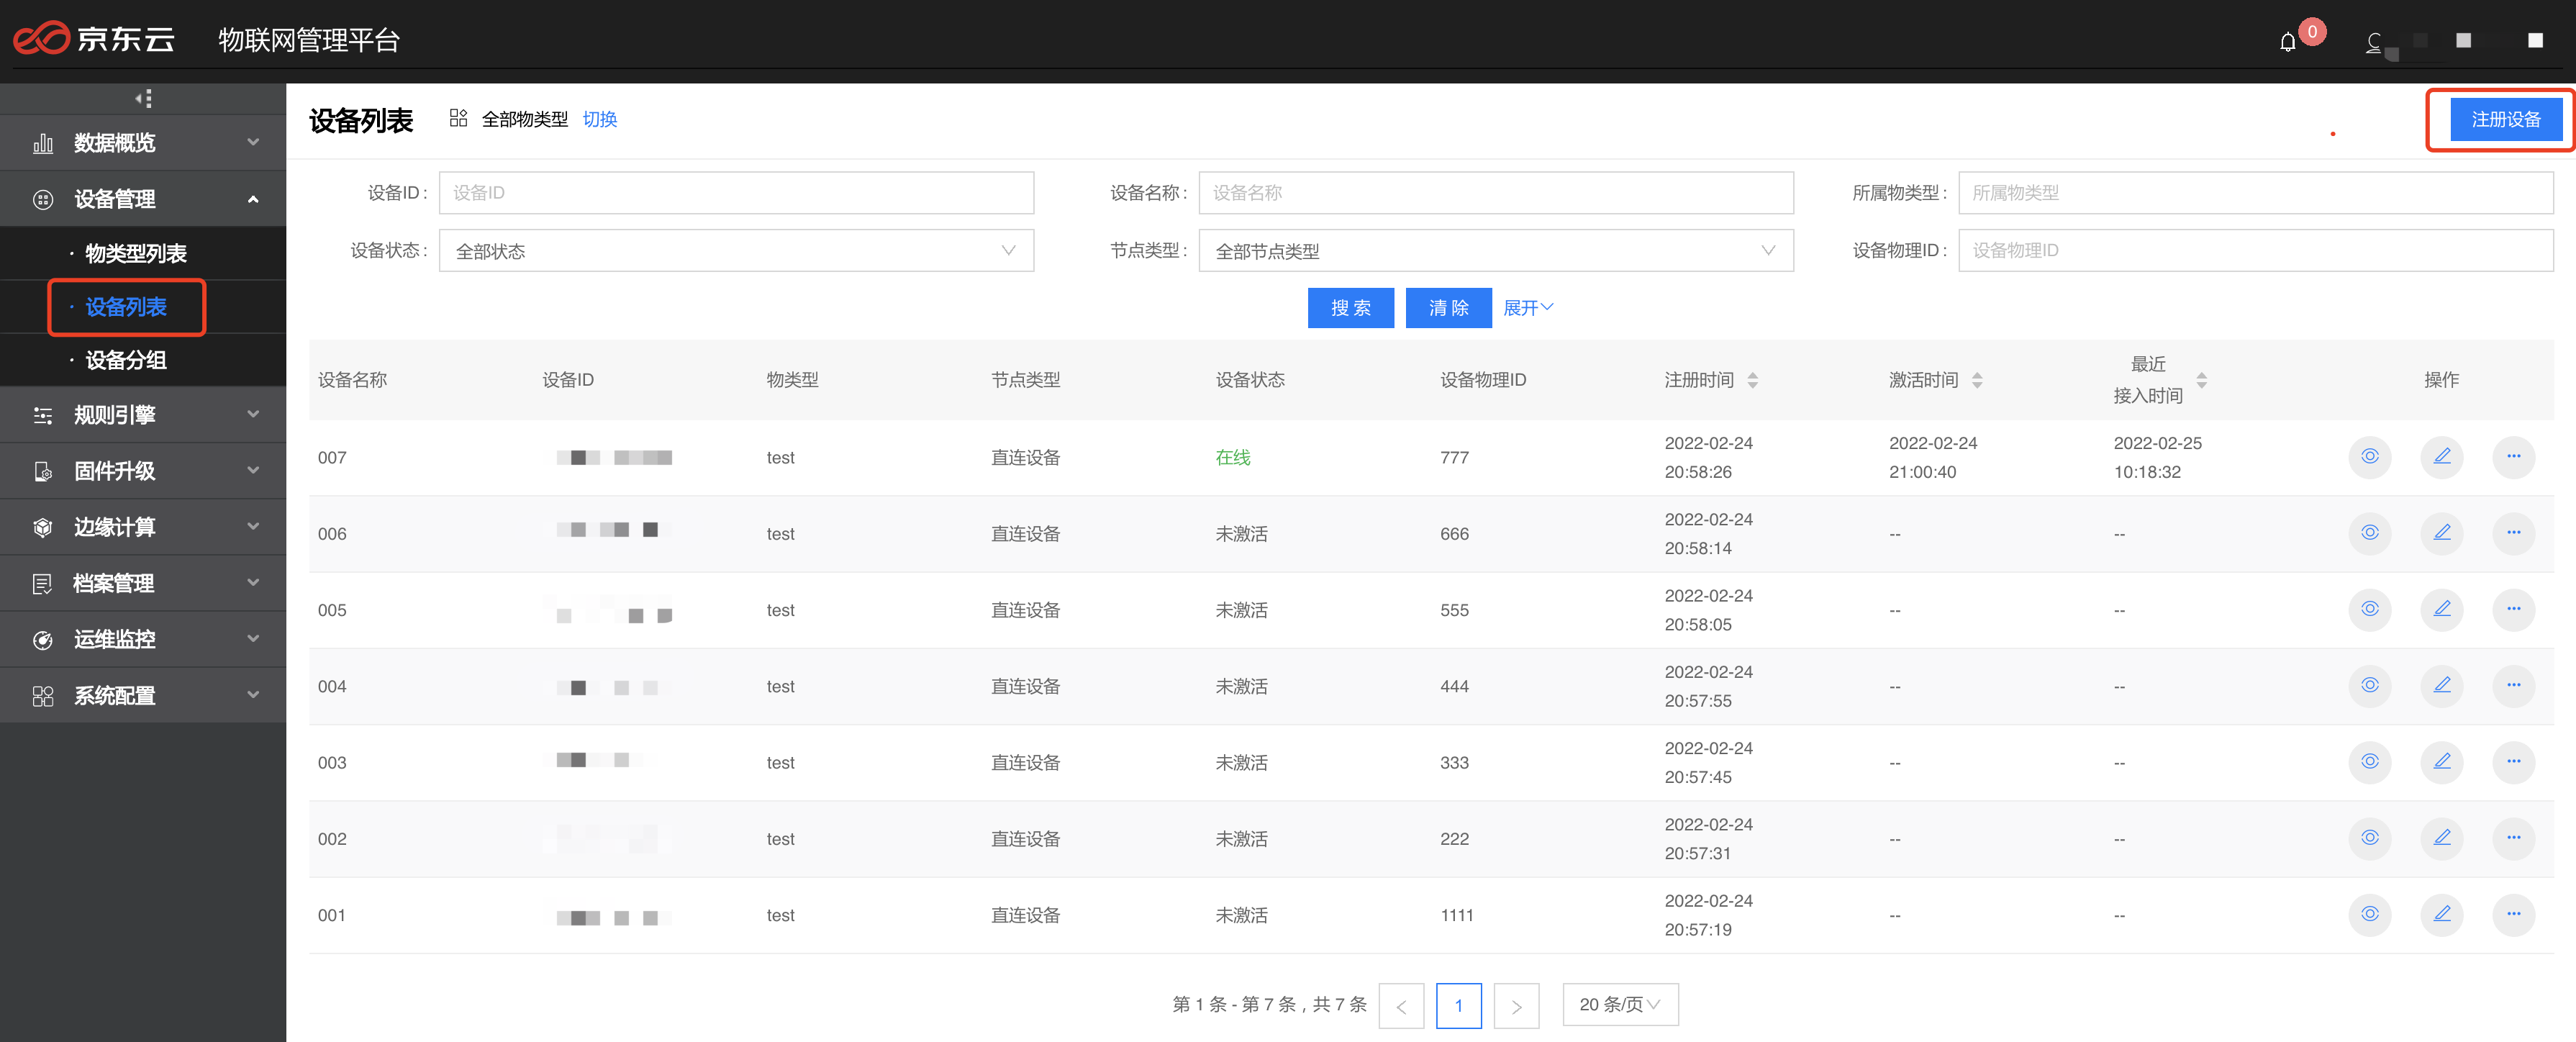 京东云
物联网管理平台
0
设备列表 全部物类型 切换 注册设备
数据概览
设备管理
· 物类型列表
· 设备列表
· 设备分组
规则引擎
固件升级
边缘计算
档案管理
运维监控
系统配置
设备ID : 设备ID 设备名称 : 设备名称 所属物类型 : 所属物类型
设备状态 : 全部状态 节点类型 : 全部节点类型 设备物理ID : 设备物理ID
搜 索 清 除 展开
设备名称 设备ID 物类型 节点类型 设备状态 设备物理ID 注册时间 激活时间 最近 操作
接入时间
007 test 直连设备 在线 777 2022-02-24 2022-02-24 2022-02-25
20:58:26 21:00:40 10:18:32
006 test 直连设备 未激活 666 2022-02-24 -- --
20:58:14
005 test 直连设备 未激活 555 2022-02-24 -- --
20:58:05
004 test 直连设备 未激活 444 2022-02-24 -- --
20:57:55
003 test 直连设备 未激活 333 2022-02-24 -- --
20:57:45
002 test 直连设备 未激活 222 2022-02-24 -- --
20:57:31
001 test 直连设备 未激活 1111 2022-02-24 -- --
20:57:19
第 1 条 - 第 7 条 , 共 7 条 < 1 > 20 条/页